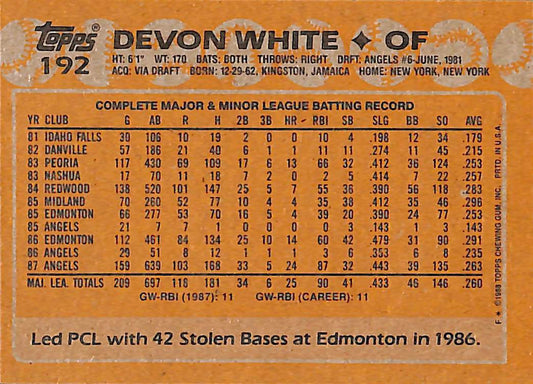 Topps® DEVON WHITE ✦ OF
192 HT: 6'1" WT: 170 BATS: BOTH THROWS: RIGHT DRFT: ANGELS #6-JUNE, 1981
ACQ: VIA DRAFT BORN: 12-29-62, KINGSTON, JAMAICA HOME: NEW YORK, NEW YORK
COMPLETE MAJOR & MINOR LEAGUE BATTING RECORD
YR CLUB G AB R H 2B 3B HR RBI SB SLG BB SO AVG
81 IDAHO FALLS 30 106 10 19 2 0 0 10 4 .198 12 34 .179
82 DANVILLE 57 186 21 40 6 1 1 11 11 .274 11 45 .215
83 PEORIA 117 430 69 109 17 6 13 66 32 .412 36 124 .253
83 NASHUA 17 70 11 18 7 2 0 2 5 .414 7 22 .257
84 REDWOOD 138 520 101 147 25 5 7 55 36 .390 56 118 .283
85 MIDLAND 70 260 52 77 10 4 4 35 38 .412 35 46 .296
85 EDMONTON 66 277 53 70 16 5 4 39 20 .390 24 77 .253
85 ANGELS 21 7 7 1 0 0 0 0 3 .143 1 3 .143
86 EDMONTON 112 461 84 134 25 10 14 60 42 .479 31 90 .291
86 ANGELS 29 51 8 12 1 1 1 3 6 .353 6 8 .235
87 ANGELS 159 639 103 168 33 5 24 87 32 .443 39 135 .263
MAJ. LEA. TOTALS 209 697 118 181 34 6 25 90 41 .433 46 146 .260
GW-RBI (1987): 11 GW-RBI (CAREER): 11
Led PCL with 42 Stolen Bases at Edmonton in 1986.
F ✶ ©1988 TOPPS CHEWING GUM, INC. PRTD. IN U.S.A.